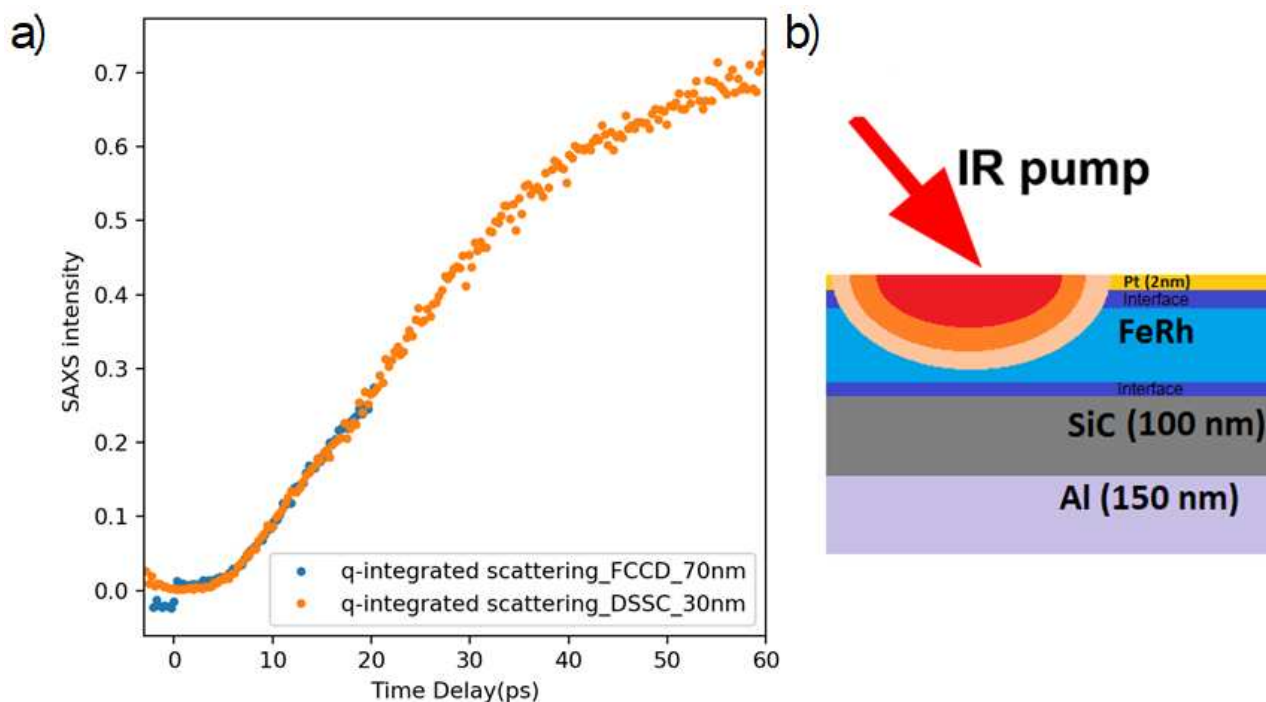 a)
SAXS intensity
0.7
0.6
0.5
0.4
0.3
0.2
0.1
0.0
q-integrated scattering_FCCD_70nm
q-integrated scattering_DSSC_30nm
0 10 20 30 40 50 60
Time Delay(ps)
b)
IR pump
Pt (2nm)
Interface
FeRh
Interface
SiC (100 nm)
Al (150 nm)